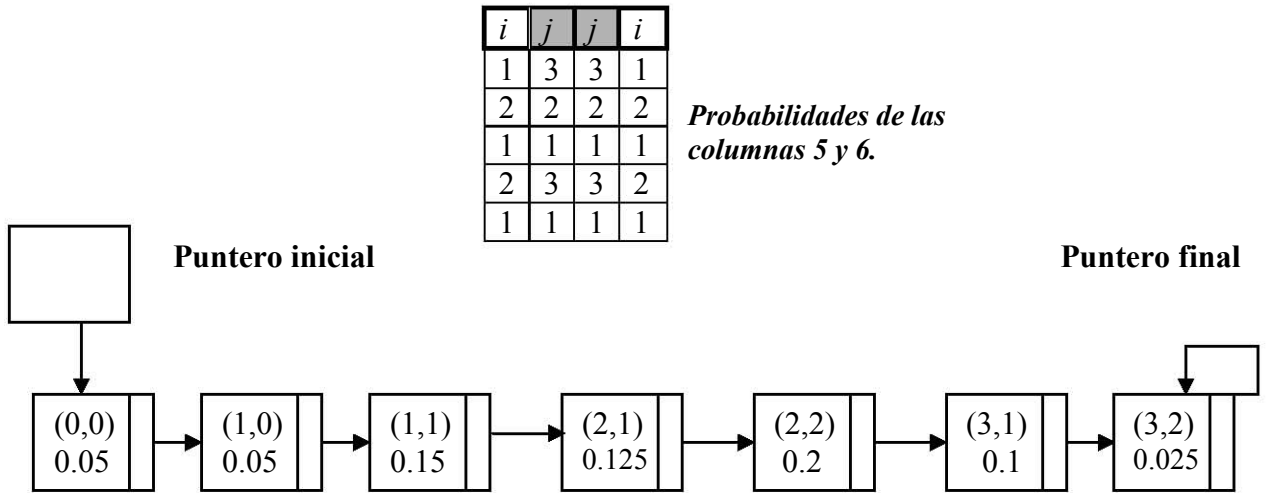 i j j i
1 3 3 1
2 2 2 2
1 1 1 1
2 3 3 2
1 1 1 1
Probabilidades de las
columnas 5 y 6.
Puntero inicial
Puntero final
(0,0) (1,0) (1,1) (2,1) (2,2) (3,1) (3,2)
0.05 0.05 0.15 0.125 0.2 0.1 0.025